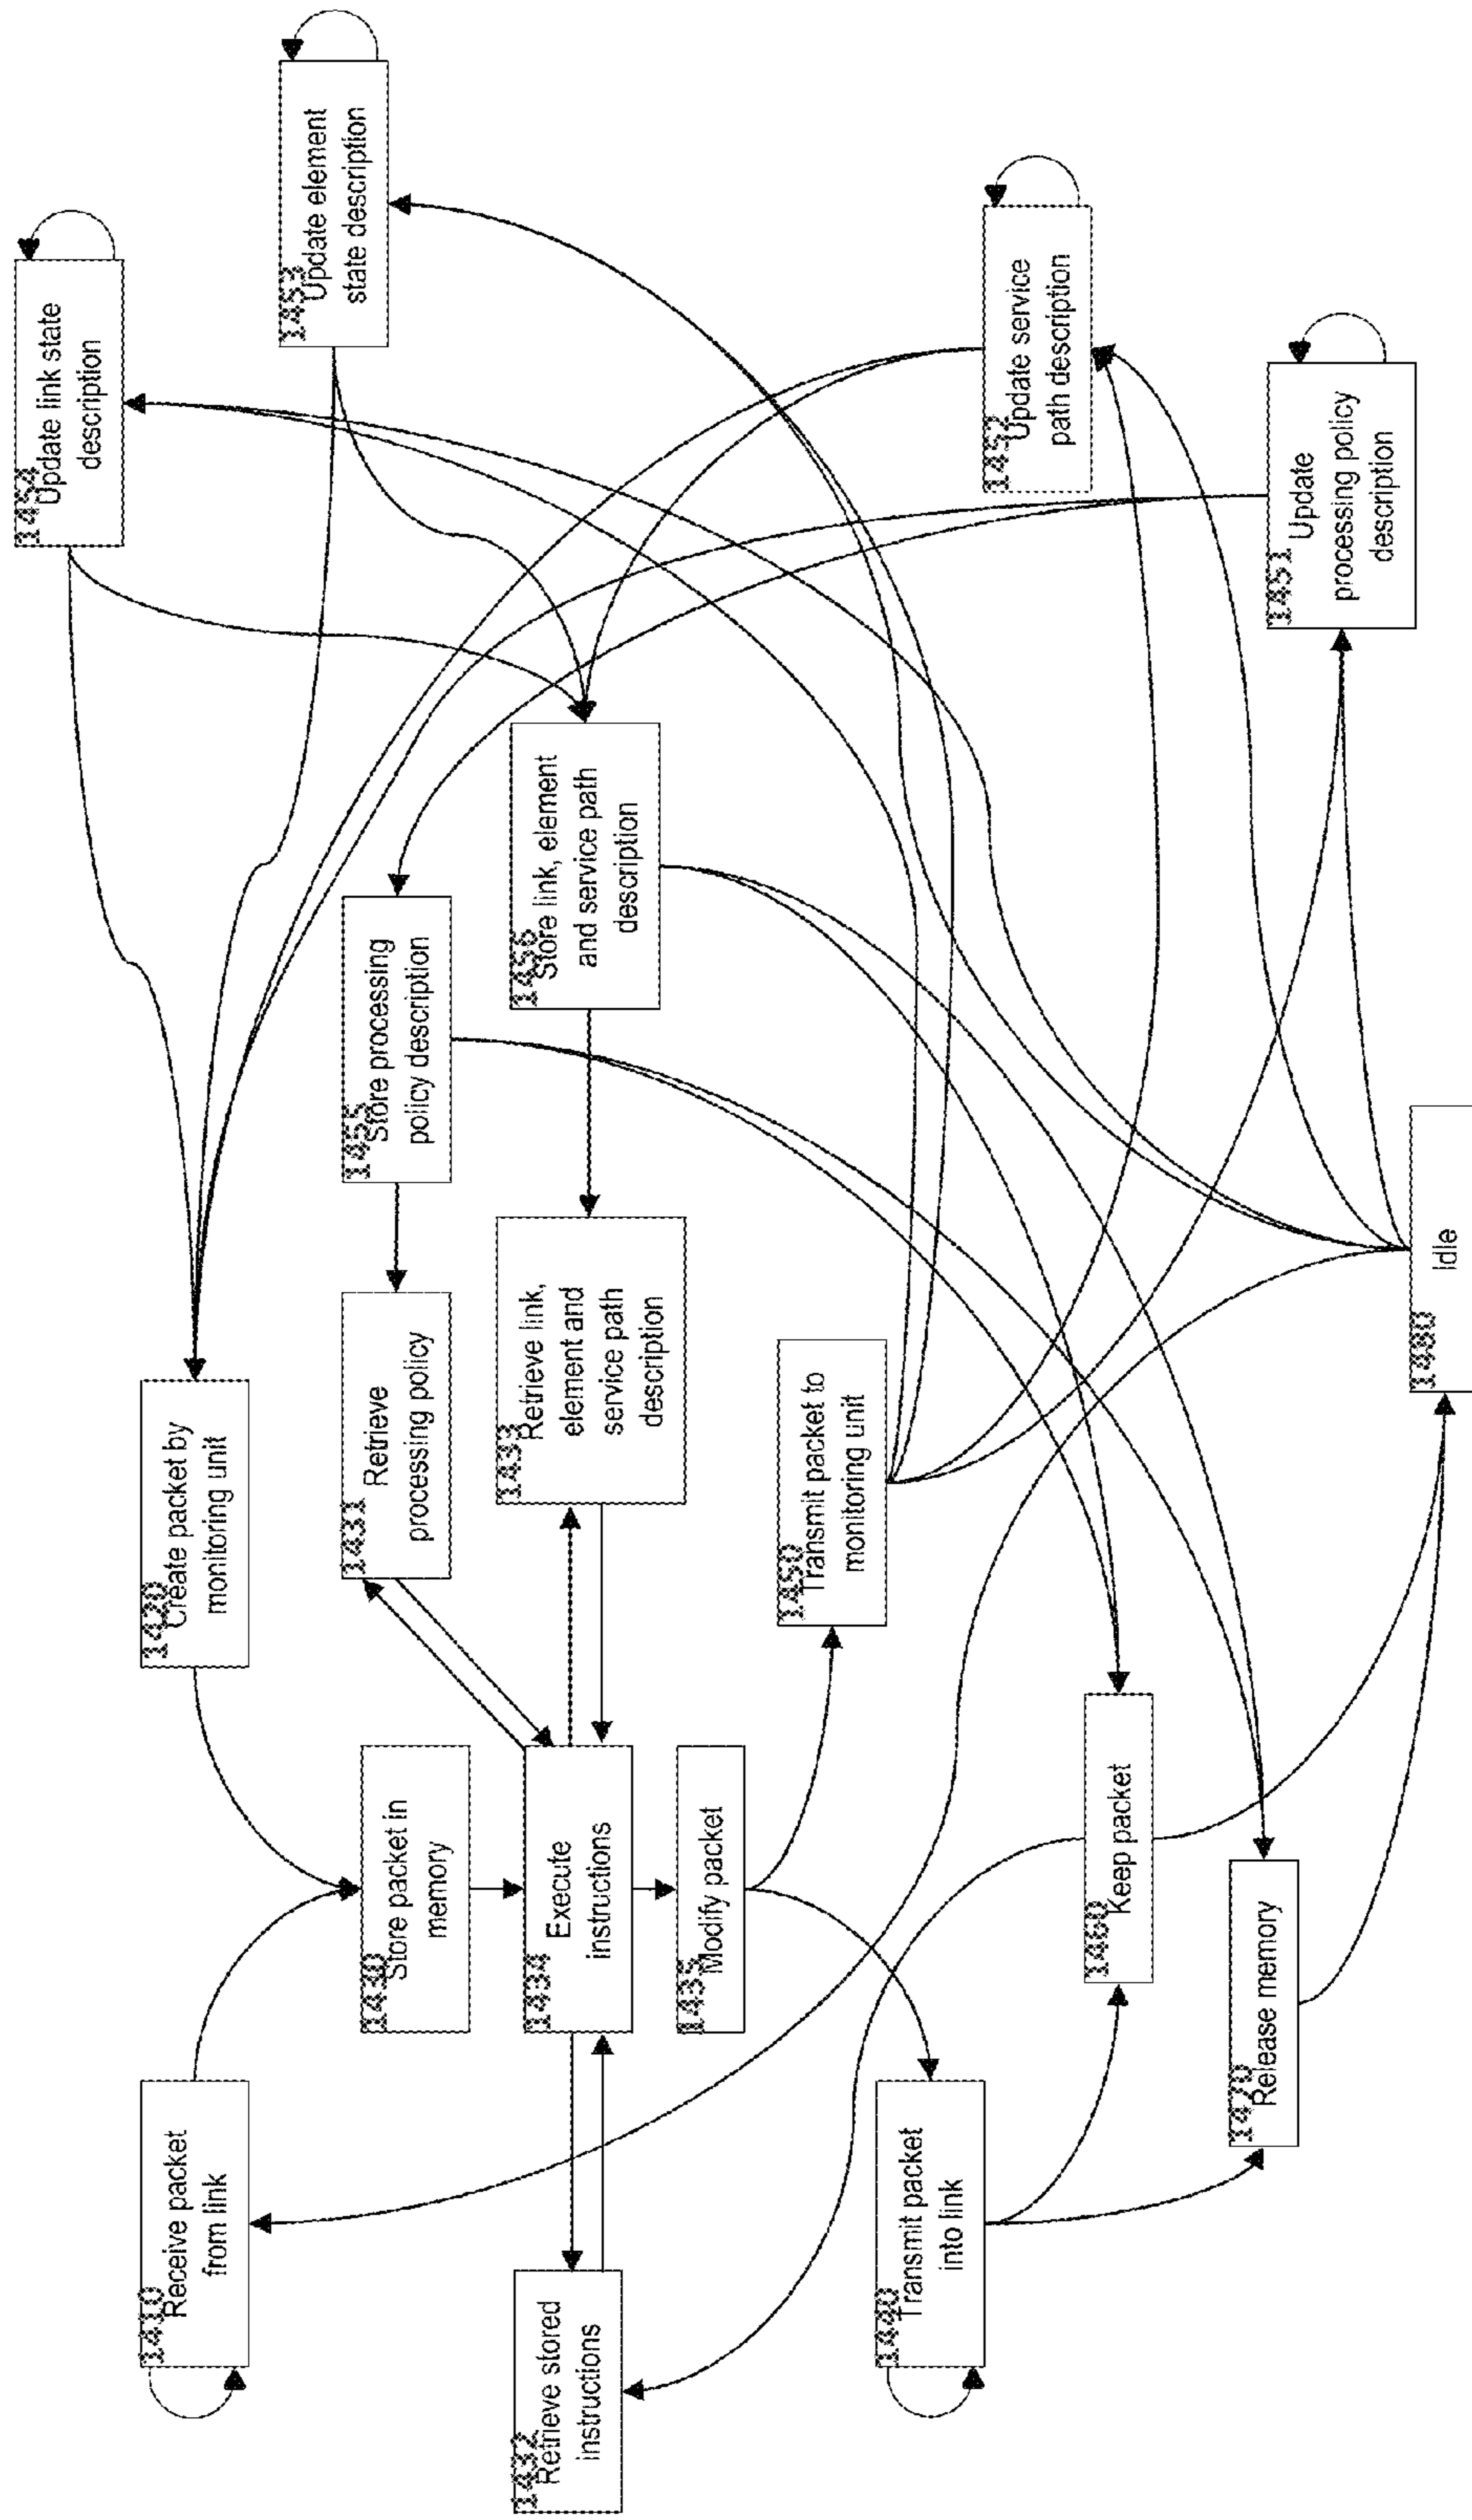 1454
Update link state
description
1410
Receive packet
from link
1420
Create packet by
monitoring unit
1453
Update element
state description
1431
Retrieve
processing policy
1455
Store processing
policy description
1430
Store packet in
memory
1432
Retrieve stored
instructions
1434
Execute
instructions
1433
Retrieve link,
element and
service path
description
1456
Store link, element
and service path
description
1435
Modify packet
1450
Transmit packet to
monitoring unit
1440
Transmit packet
into link
1452
Update service
path description
1460
Keep packet
1470
Release memory
1451
Update
processing policy
description
1480
Idle